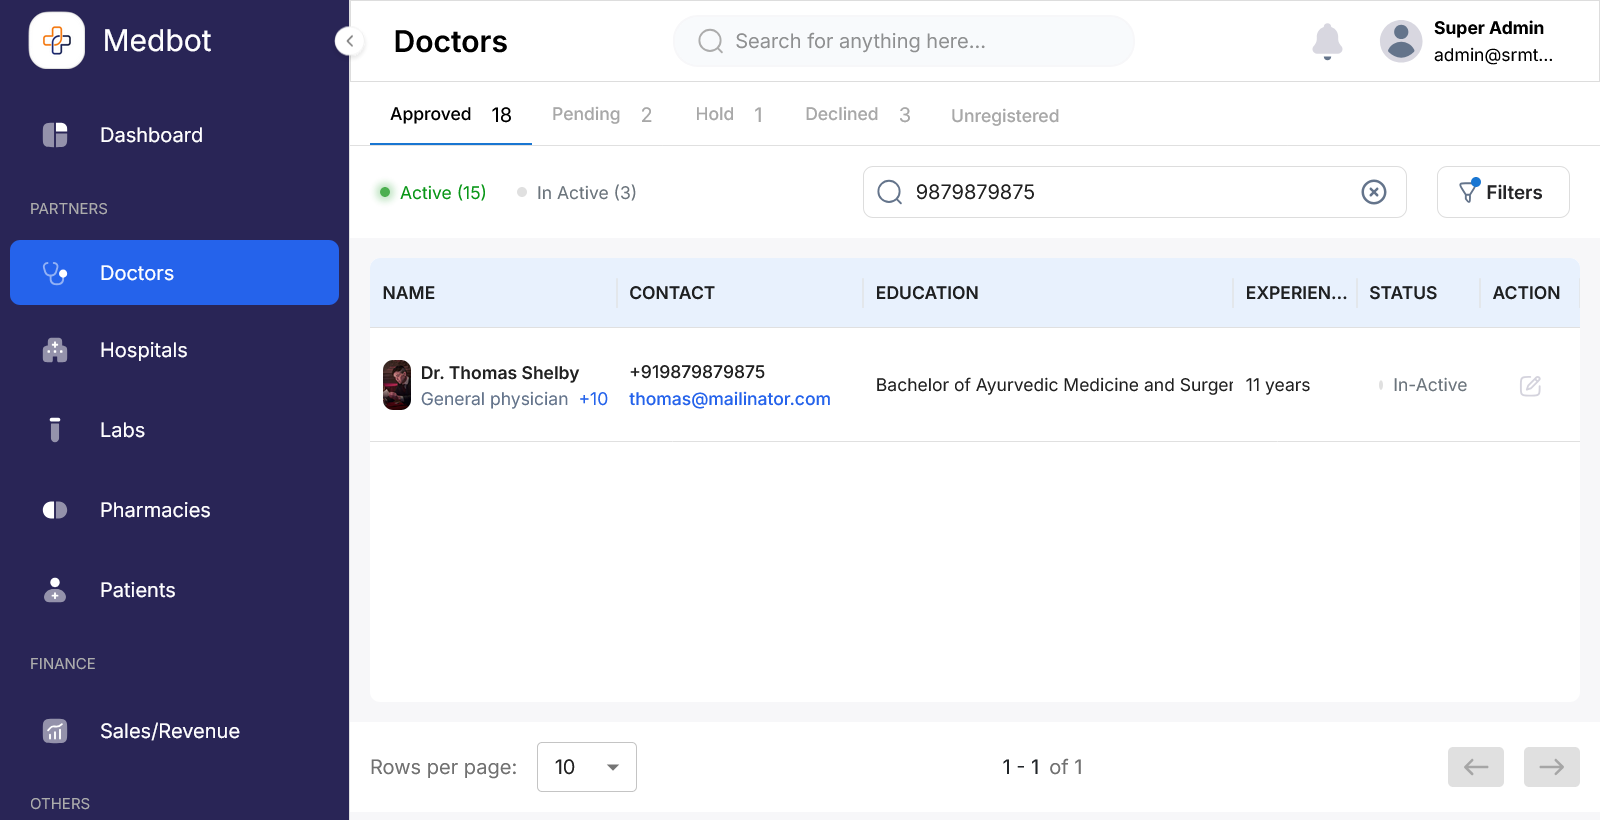 Medbot
Doctors
Search for anything here...
Super Admin
admin@srmt...
Dashboard
PARTNERS
Doctors
Hospitals
Labs
Pharmacies
Patients
FINANCE
Sales/Revenue
OTHERS
Approved 18 Pending 2 Hold 1 Declined 3 Unregistered
Active (15) In Active (3)
9879879875
Filters
NAME CONTACT EDUCATION EXPERIEN... STATUS ACTION
Dr. Thomas Shelby
General physician +10
+919879879875
thomas@mailinator.com
Bachelor of Ayurvedic Medicine and Surger
11 years
In-Active
Rows per page: 10
1 - 1 of 1